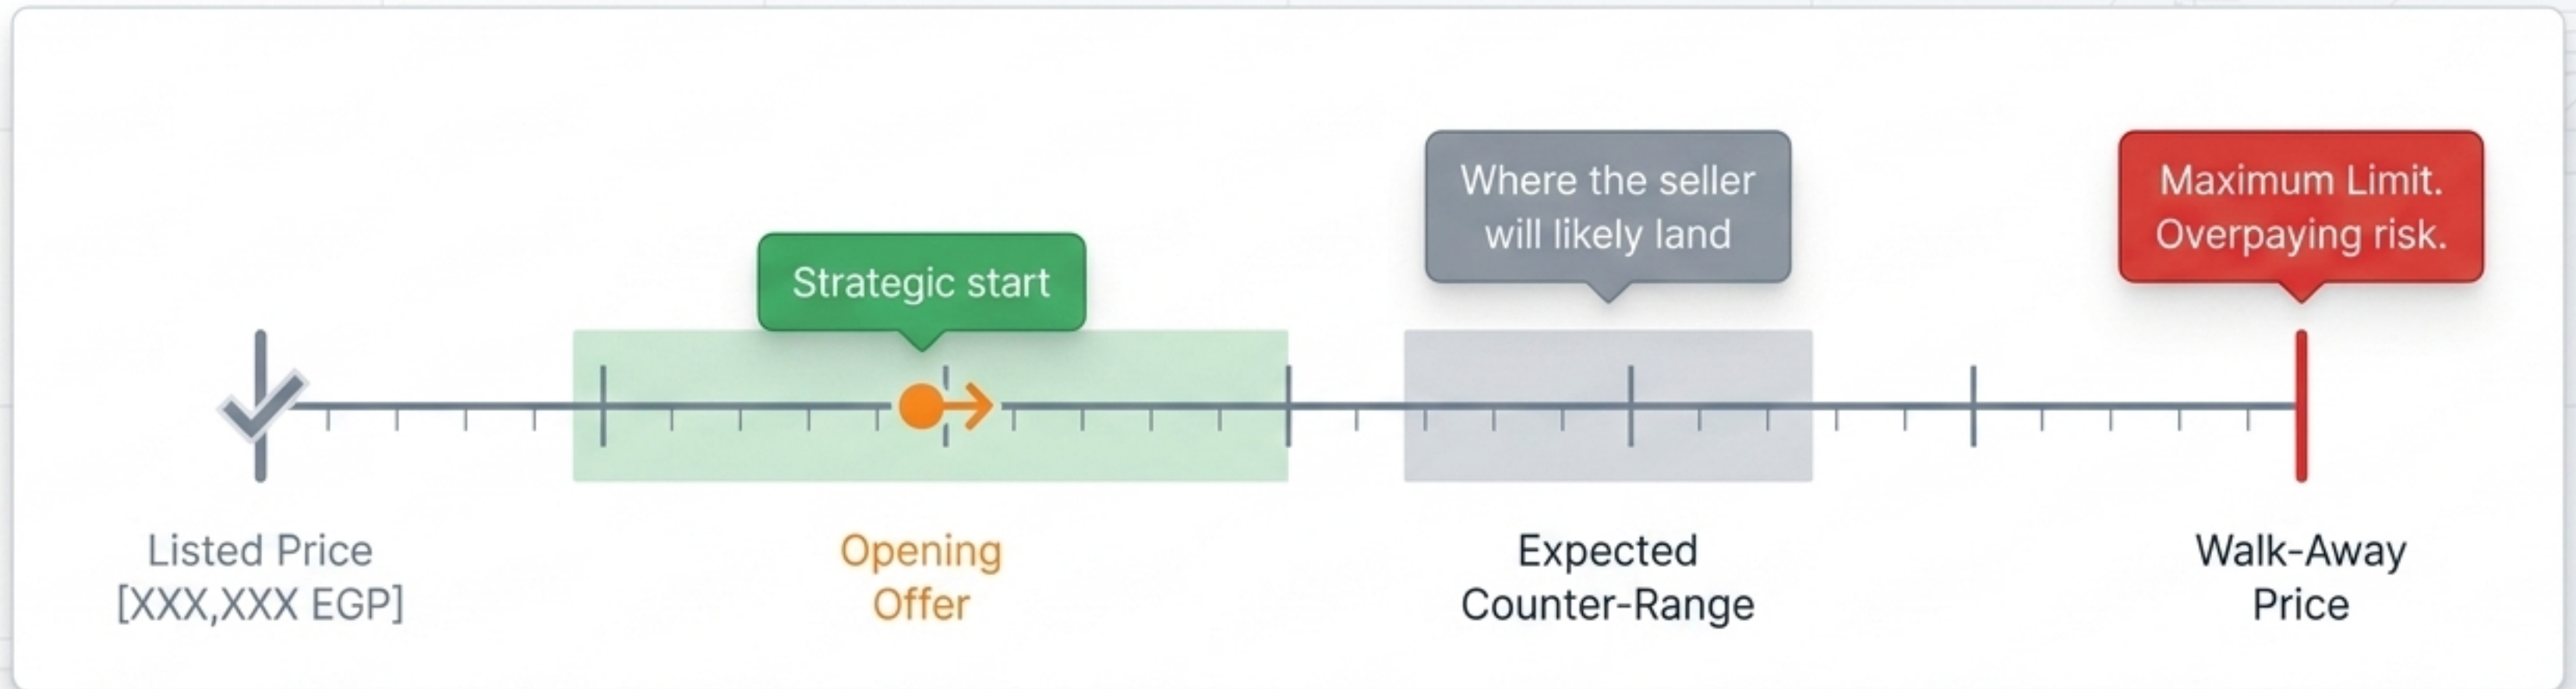 Strategic start
Where the seller
will likely land
Maximum Limit.
Overpaying risk.
Listed Price
[XXX,XXX EGP]
Opening
Offer
Expected
Counter-Range
Walk-Away
Price